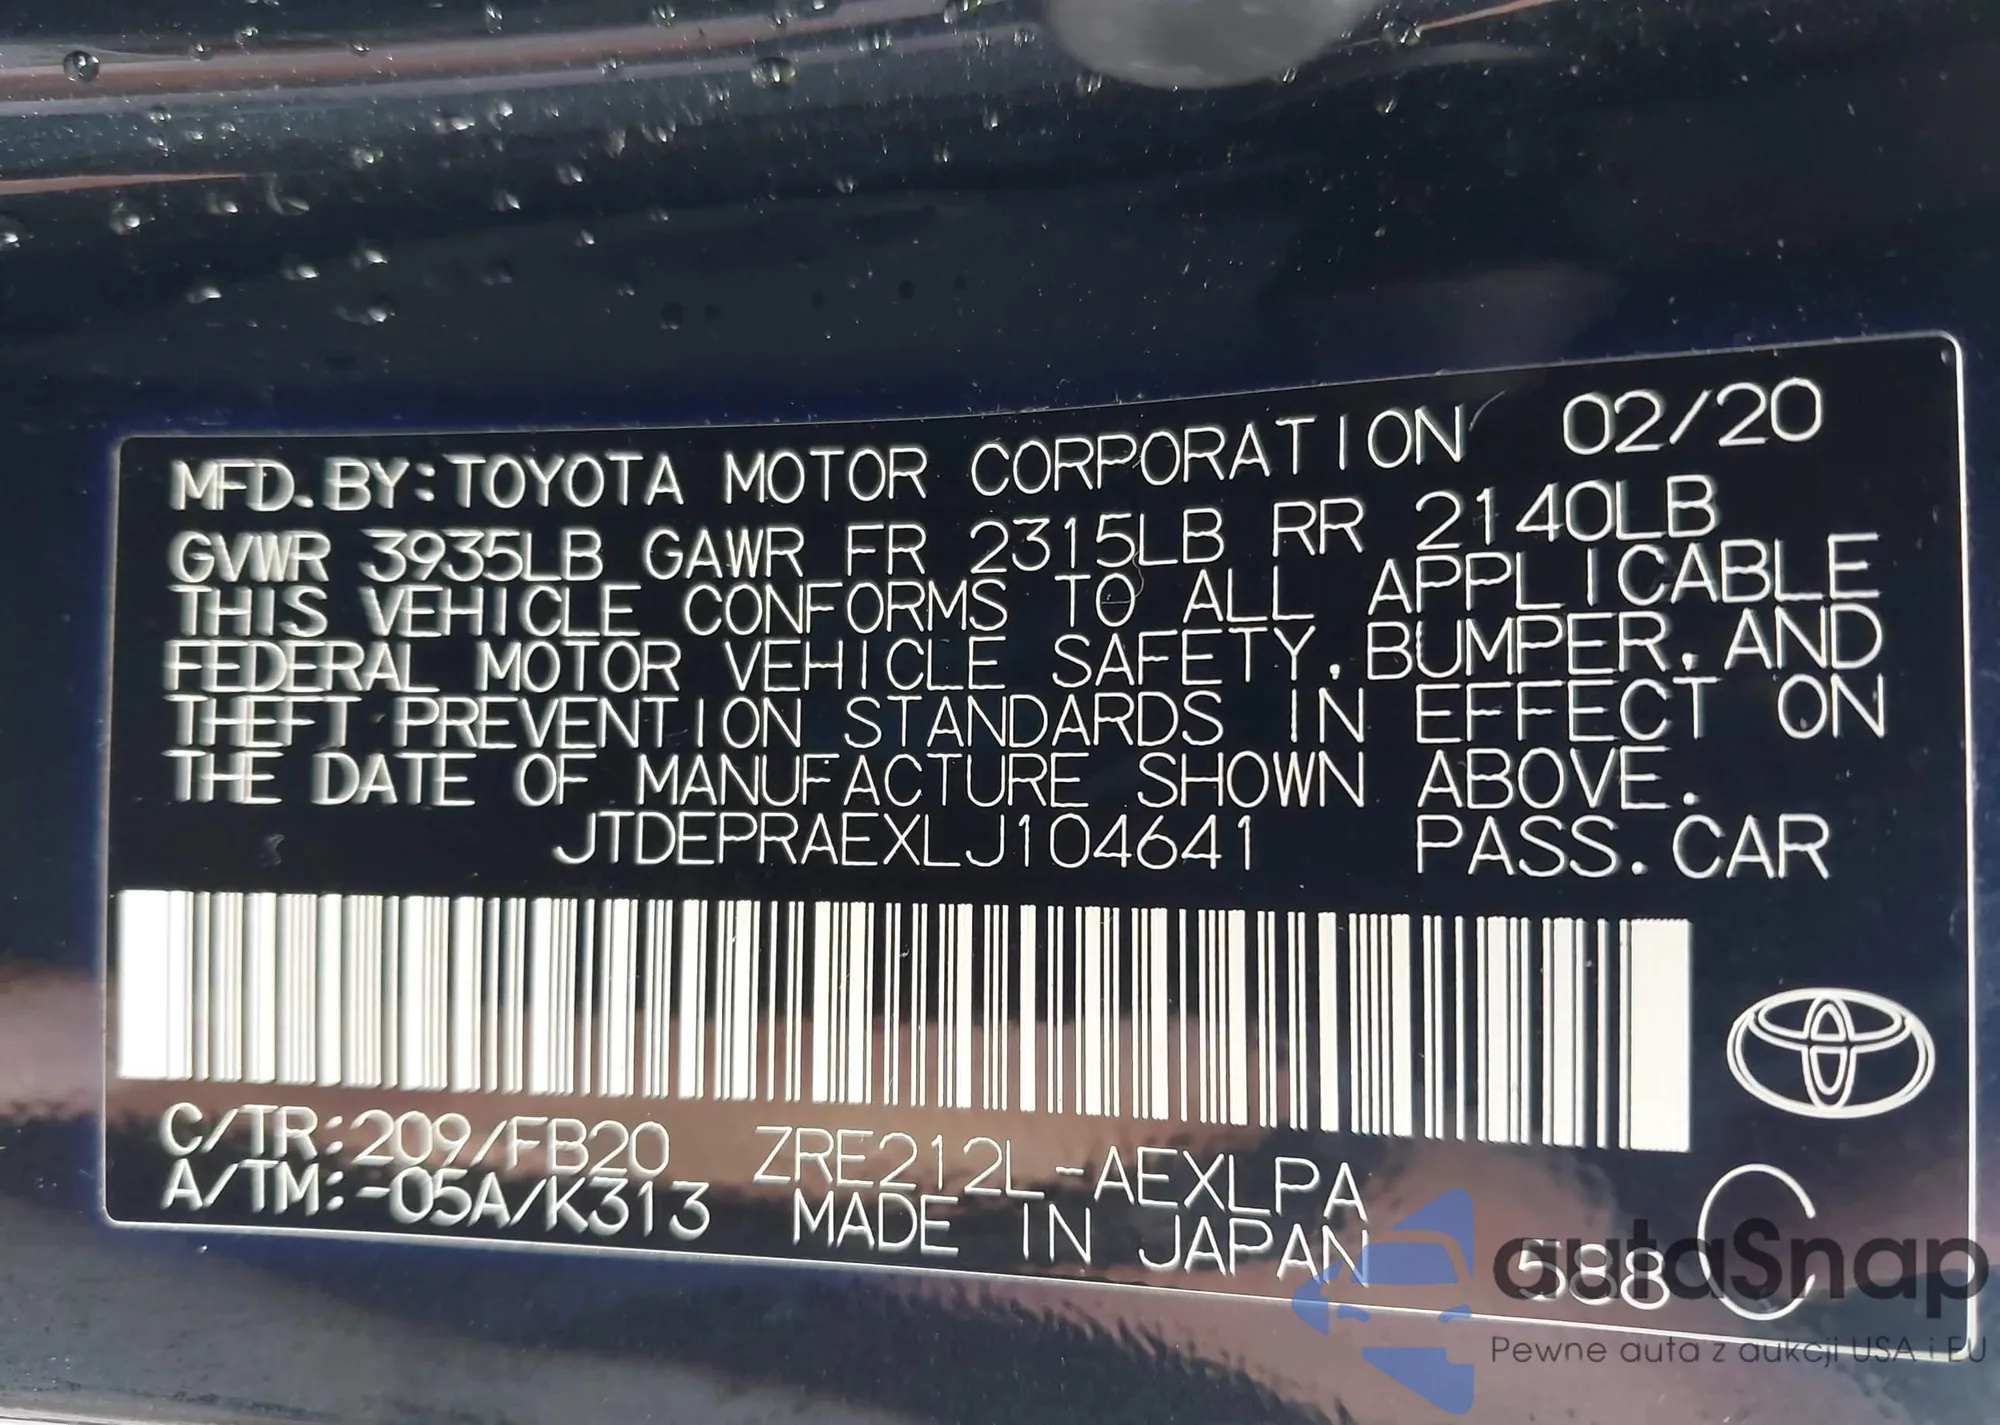 MFD.BY:TOYOTA MOTOR CORPORATION 02/20
GVWR 3935LB GAWR FR 2315LB RR 2140LB
THIS VEHICLE CONFORMS TO ALL APPLICABLE
FEDERAL MOTOR VEHICLE SAFETY, BUMPER, AND
THEFT PREVENTION STANDARDS IN EFFECT ON
THE DATE OF MANUFACTURE SHOWN ABOVE.
JTDEPRAEXLJ104641 PASS.CAR
C/TR:209/FB20 ZRE212L-AEXLPA
A/TM:-05A/K313 MADE IN JAPAN 588 C
autaSnap
Pewne auta z aukcji USA i EU